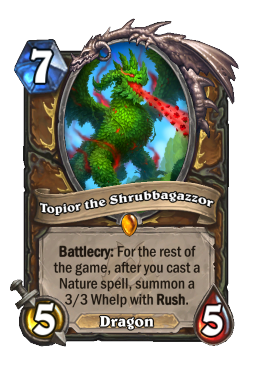 7
Topior the Shrubbagazzor
Battlecry: For the rest
of the game, after you cast a
Nature spell, summon a
3/3 Whelp with Rush.
5
Dragon
5